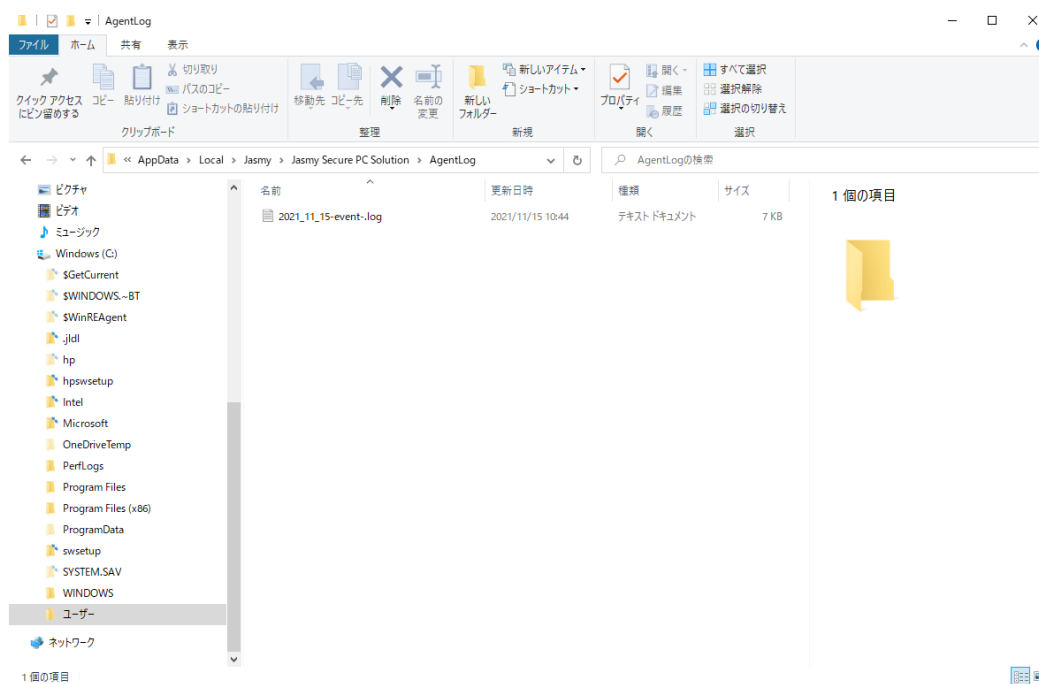 AgentLog
ファイル ホーム 共有 表示
クイック アクセス
にピン留めする
コピー
貼り付け
切り取り
パスのコピー
ショートカットの貼り付け
クリップボード
移動先
コピー先
削除
名前の
変更
整理
新しい
フォルダー
新しいアイテム
ショートカット
新規
プロパティ
開く
編集
履歴
開く
すべて選択
選択解除
選択の切り替え
選択
« AppData › Local › Jasmy › Jasmy Secure PC Solution › AgentLog
AgentLogの検索
ピクチャ
ビデオ
ミュージック
Windows (C:)
$GetCurrent
$WINDOWS.~BT
$WinREAgent
.jldl
hp
hpswsetup
Intel
Microsoft
OneDriveTemp
PerfLogs
Program Files
Program Files (x86)
ProgramData
swsetup
SYSTEM.SAV
WINDOWS
ユーザー
ネットワーク
名前 更新日時 種類 サイズ
2021_11_15-event-.log 2021/11/15 10:44 テキスト ドキュメント 7 KB
1 個の項目
1 個の項目